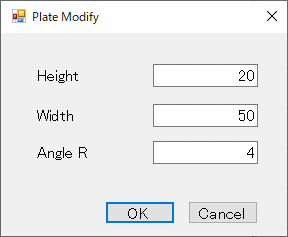 Plate Modify
Height 20
Width 50
Angle R 4
OK Cancel